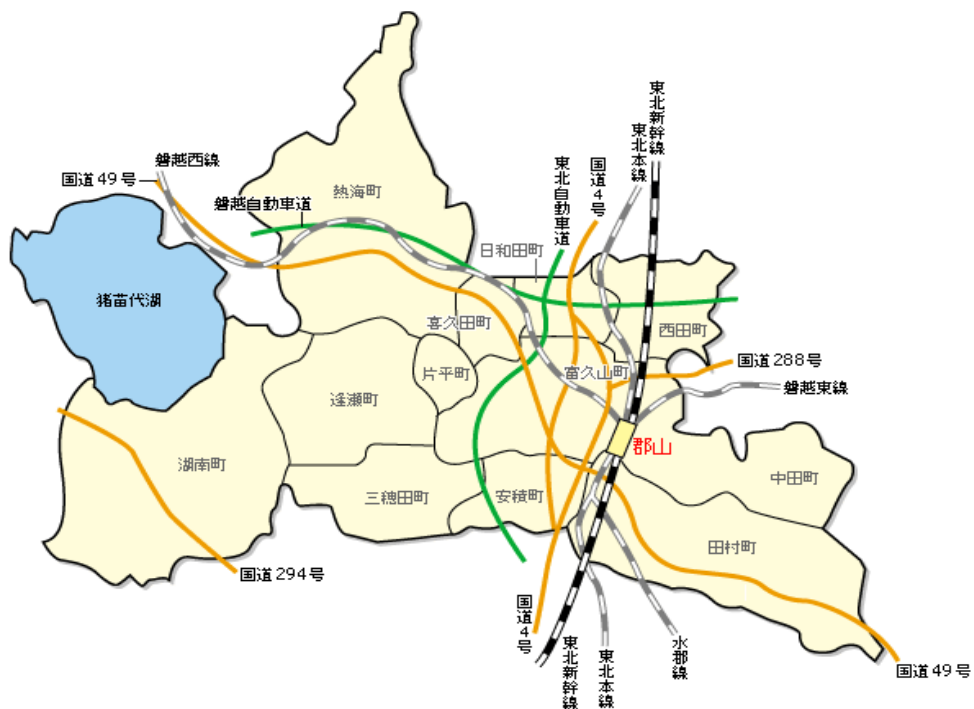 東北新幹線
東北本線
磐越西線
国道49号
熱海町
磐越自動車道
東北自動車道
国道4号
日和田町
猪苗代湖
喜久田町
西田町
国道288号
片平町
富久山町
磐越東線
逢瀬町
郡山
湖南町
三穂田町
安積町
中田町
田村町
国道294号
国道4号
東北新幹線
東北本線
水郡線
国道49号